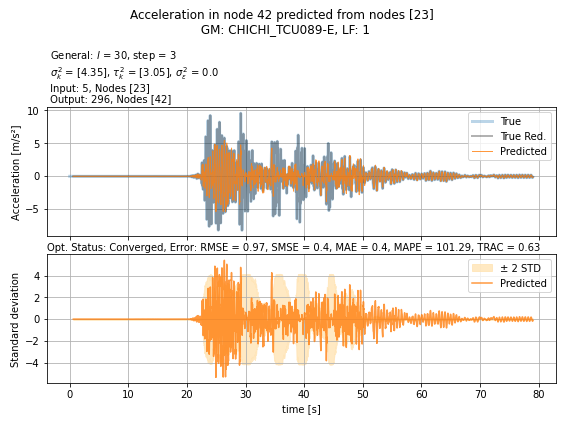 Acceleration in node 42 predicted from nodes [23]
GM: CHICHI_TCU089-E, LF: 1
General: l = 30, step = 3
σ²ₖ = [4.35], τ²ₖ = [3.05], σ²ε = 0.0
Input: 5, Nodes [23]
Output: 296, Nodes [42]
Acceleration [m/s²]
10
5
0
−5
True
True Red.
Predicted
Opt. Status: Converged, Error: RMSE = 0.97, SMSE = 0.4, MAE = 0.4, MAPE = 101.29, TRAC = 0.63
Standard deviation
4
2
0
−2
−4
± 2 STD
Predicted
0 10 20 30 40 50 60 70 80
time [s]